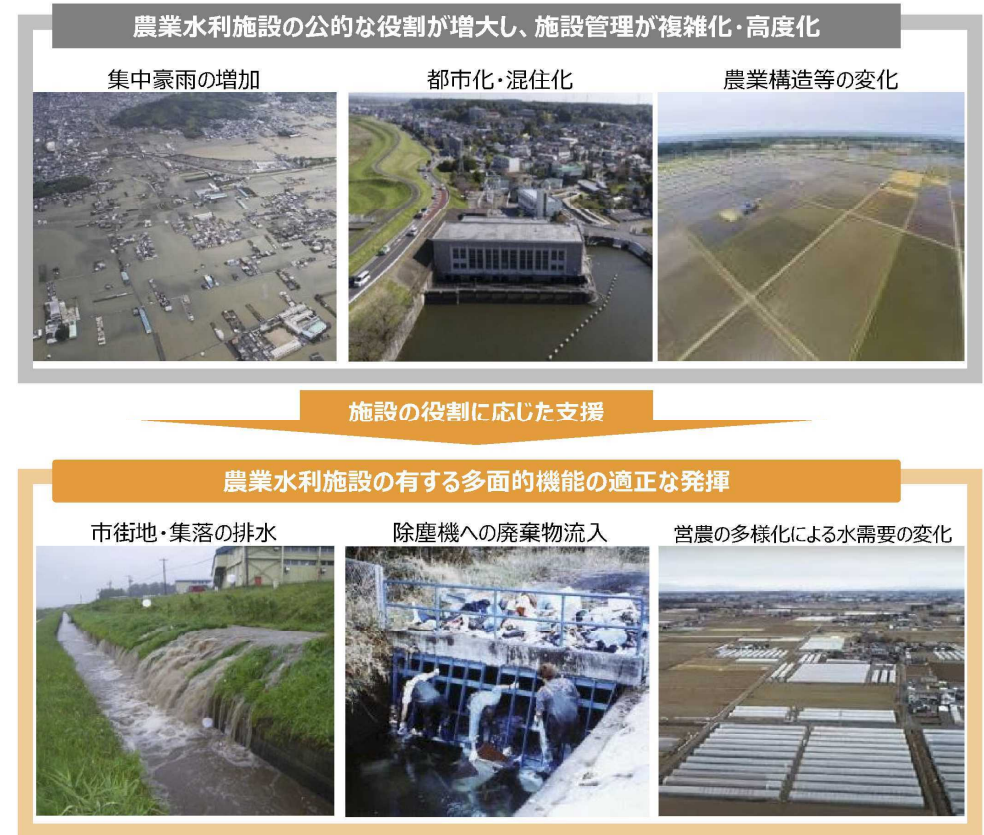 農業水利施設の公的な役割が増大し、施設管理が複雑化・高度化
集中豪雨の増加
都市化・混住化
農業構造等の変化
施設の役割に応じた支援
農業水利施設の有する多面的機能の適正な発揮
市街地・集落の排水
除塵機への廃棄物流入
営農の多様化による水需要の変化